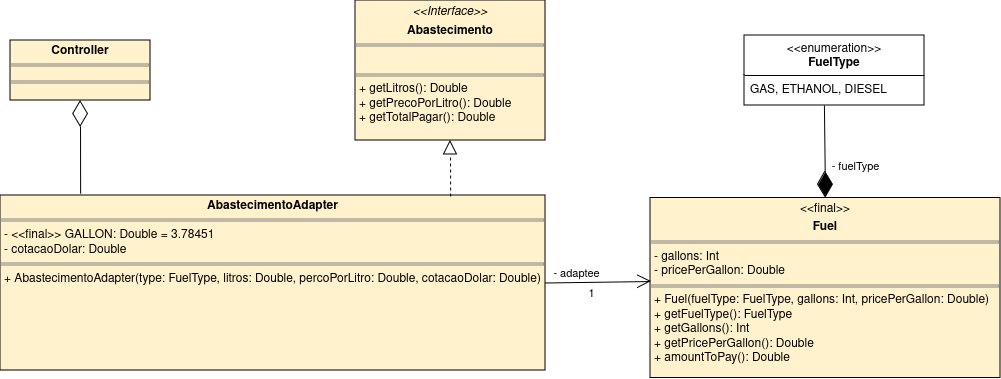 Controller
<<Interface>>
Abastecimento
+ getLitros(): Double
+ getPrecoPorLitro(): Double
+ getTotalPagar(): Double
<<enumeration>>
FuelType
GAS, ETHANOL, DIESEL
- fuelType
AbastecimentoAdapter
- <<final>> GALLON: Double = 3.78451
- cotacaoDolar: Double
+ AbastecimentoAdapter(type: FuelType, litros: Double, percoPorLitro: Double, cotacaoDolar: Double)
- adaptee
1
<<final>>
Fuel
- gallons: Int
- pricePerGallon: Double
+ Fuel(fuelType: FuelType, gallons: Int, pricePerGallon: Double)
+ getFuelType(): FuelType
+ getGallons(): Int
+ getPricePerGallon(): Double
+ amountToPay(): Double